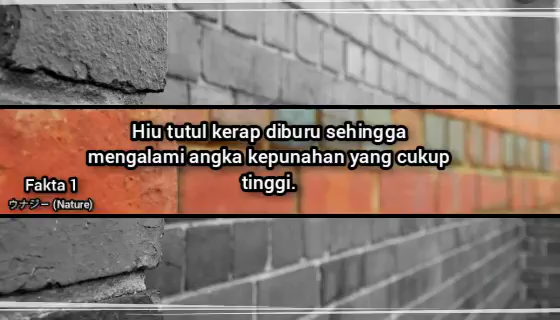 Hiu tutul kerap diburu sehingga
mengalami angka kepunahan yang cukup
tinggi.
Fakta 1
ウナジー (Nature)